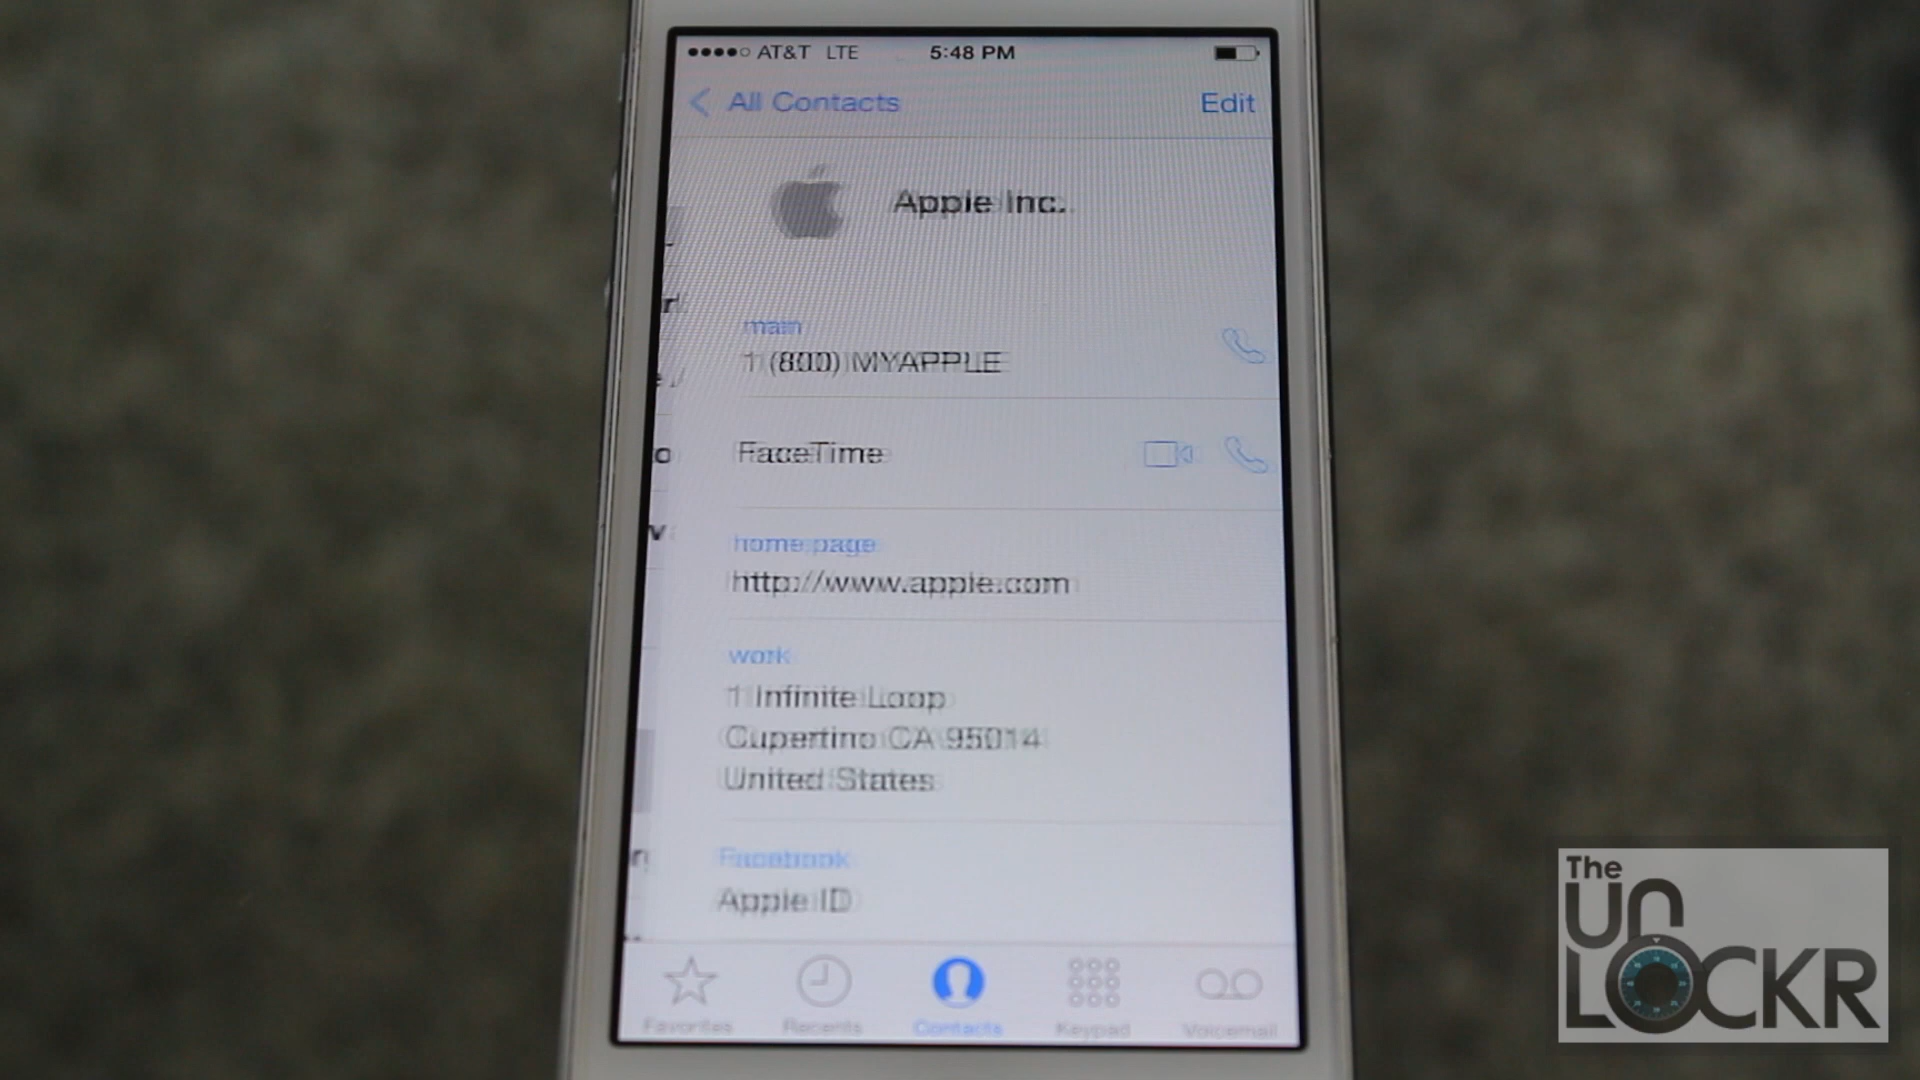 AT&T LTE 5:48 PM
All Contacts Edit
Apple Inc.
main
1 (800) MYAPPLE
FaceTime
home page
http://www.apple.com
work
1 Infinite Loop
Cupertino CA 95014
United States
Facebook
Apple ID
Favorites Recents Contacts Keypad Voicemail
The
UnLOCKR